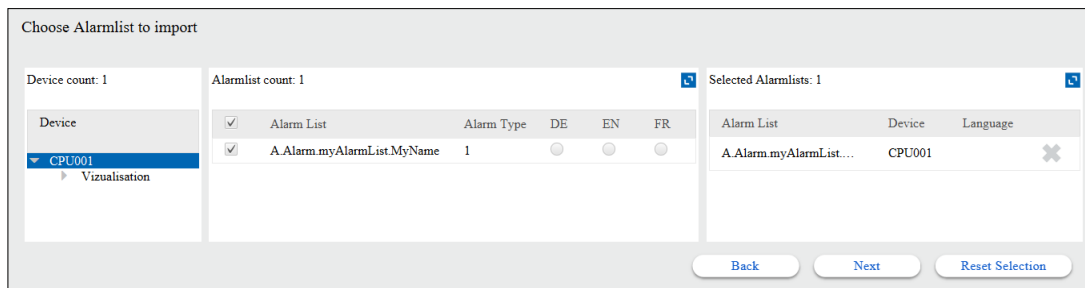 Choose Alarmlist to import
Device count: 1
Device
CPU001
Vizualisation
Alarmlist count: 1
Alarm List Alarm Type DE EN FR
A.Alarm.myAlarmList.MyName 1
Selected Alarmlists: 1
Alarm List Device Language
A.Alarm.myAlarmList.... CPU001
Back Next Reset Selection